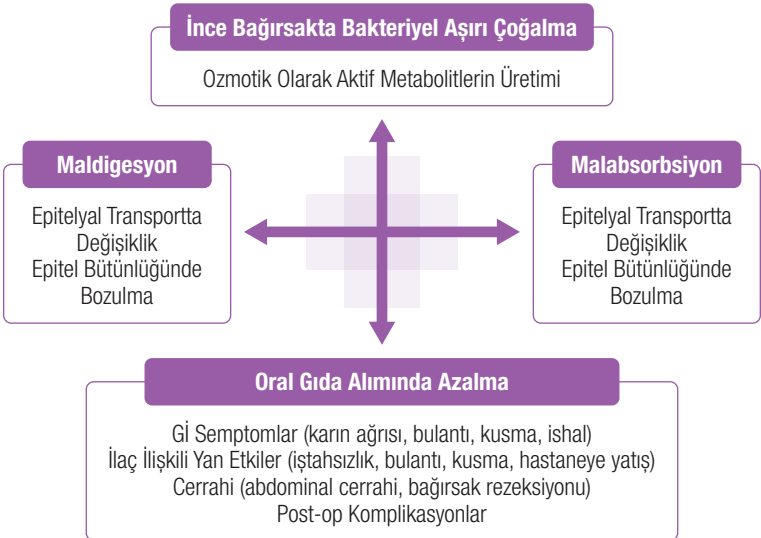 İnce Bağırsakta Bakteriyel Aşırı Çoğalma
Ozmotik Olarak Aktif Metabolitlerin Üretimi
Maldigesyon
Epitelyal Transportta
Değişiklik
Epitel Bütünlüğünde
Bozulma
Malabsorbsiyon
Epitelyal Transportta
Değişiklik
Epitel Bütünlüğünde
Bozulma
Oral Gıda Alımında Azalma
Gİ Semptomlar (karın ağrısı, bulantı, kusma, ishal)
İlaç İlişkili Yan Etkiler (iştahsızlık, bulantı, kusma, hastaneye yatış)
Cerrahi (abdominal cerrahi, bağırsak rezeksiyonu)
Post-op Komplikasyonlar